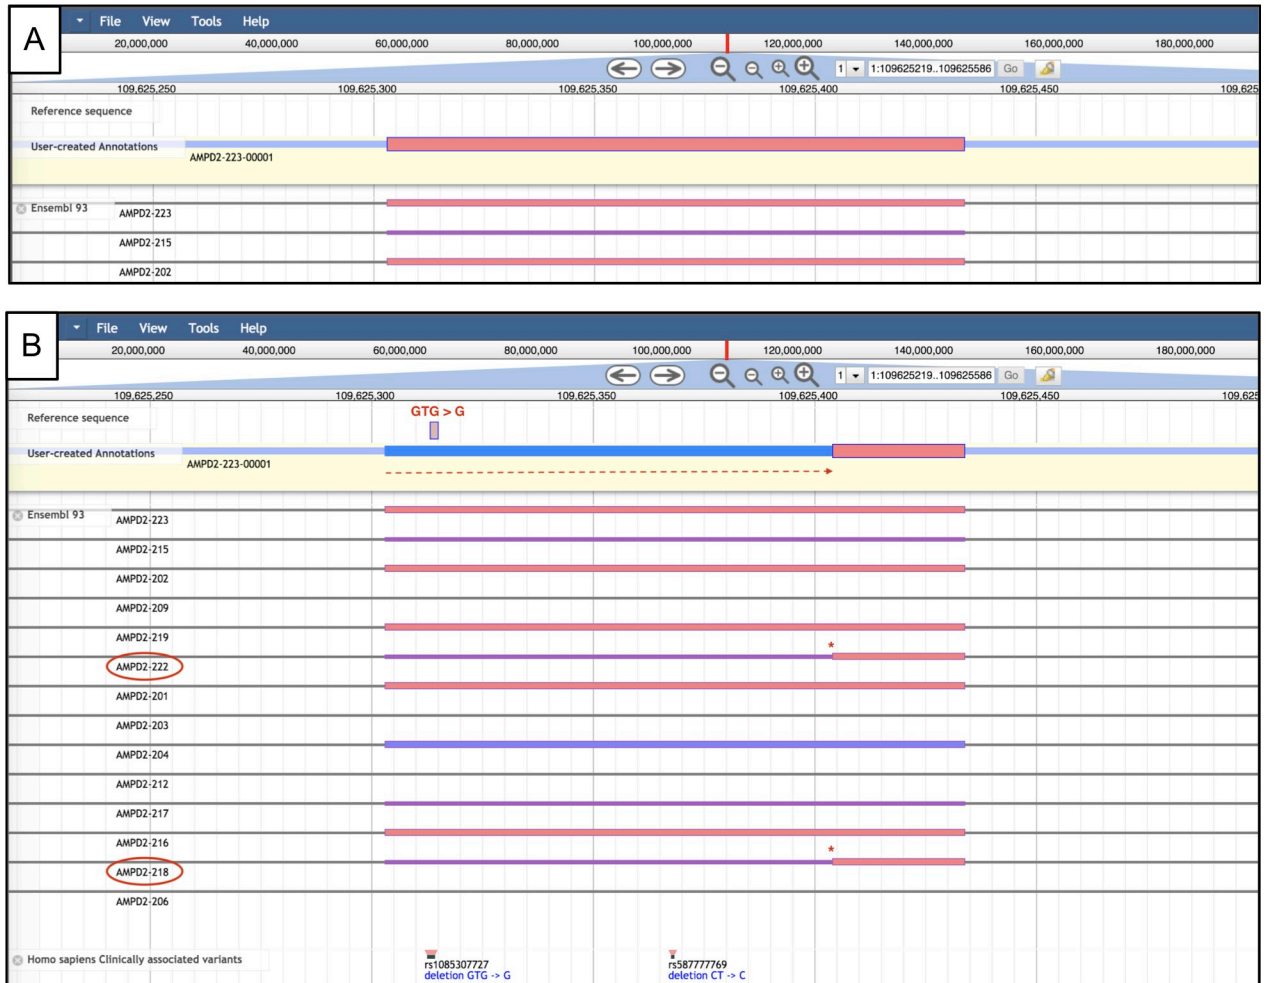 A
File View Tools Help
20,000,000 40,000,000 60,000,000 80,000,000 100,000,000 120,000,000 140,000,000 160,000,000 180,000,000
1 1:109625219..109625586 Go
109,625,250 109,625,300 109,625,350 109,625,400 109,625,450 109,625
Reference sequence
User-created Annotations
AMPD2-223-00001
Ensembl 93
AMPD2-223
AMPD2-215
AMPD2-202
B
File View Tools Help
20,000,000 40,000,000 60,000,000 80,000,000 100,000,000 120,000,000 140,000,000 160,000,000 180,000,000
1 1:109625219..109625586 Go
109,625,250 109,625,300 109,625,350 109,625,400 109,625,450 109,625
GTG > G
Reference sequence
User-created Annotations
AMPD2-223-00001
Ensembl 93
AMPD2-223
AMPD2-215
AMPD2-202
AMPD2-209
AMPD2-219
*
AMPD2-222
AMPD2-201
AMPD2-203
AMPD2-204
AMPD2-212
AMPD2-217
AMPD2-216
*
AMPD2-218
AMPD2-206
Homo sapiens Clinically associated variants
rs1085307727 rs587777769
deletion GTG -> G deletion CT -> C